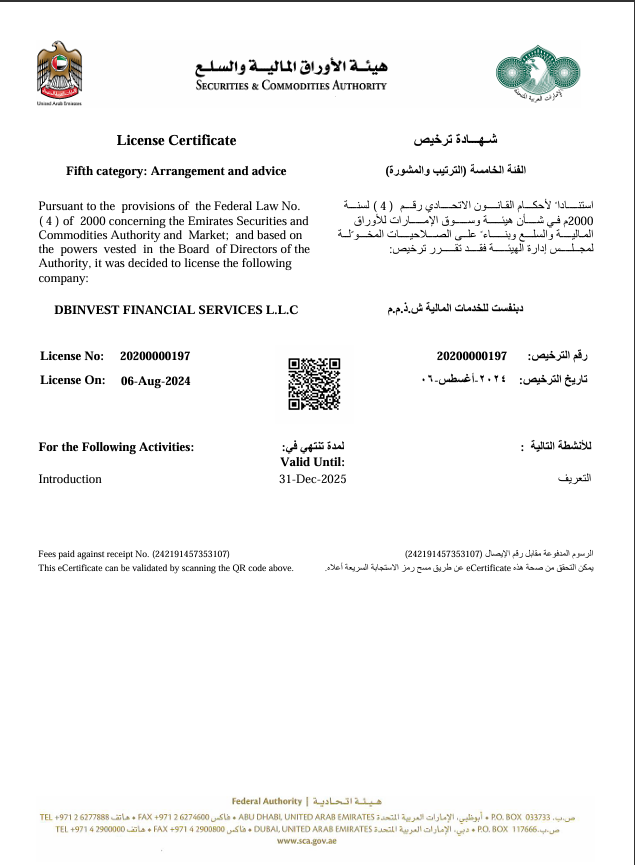 هيئة الأوراق المالية والسلع
SECURITIES & COMMODITIES AUTHORITY
United Arab Emirates
الإمارات العربية المتحدة
License Certificate
شهادة ترخيص
Fifth category: Arrangement and advice
الفئة الخامسة (الترتيب والمشورة)
Pursuant to the provisions of the Federal Law No.
( 4 ) of 2000 concerning the Emirates Securities and
Commodities Authority and Market; and based on
the powers vested in the Board of Directors of the
Authority, it was decided to license the following
company:
استنادا" لأحكام القانون الاتحادي رقم ( 4 ) لسنة
2000م في شأن هيئة وسوق الإمارات للأوراق
المالية والسلع وبناء" على الصلاحيات المخولة
لمجلس إدارة الهيئة فقد تقرر ترخيص:
DBINVEST FINANCIAL SERVICES L.L.C
دبنفست للخدمات المالية ش.ذ.م.م
License No: 20200000197
رقم الترخيص: 20200000197
License On: 06-Aug-2024
تاريخ الترخيص: ٢٠٢٤-أغسطس-٠٦
For the Following Activities:
لمدة تنتهي في:
Valid Until:
للأنشطة التالية :
Introduction
31-Dec-2025
التعريف
Fees paid against receipt No. (242191457353107)
الرسوم المدفوعة مقابل رقم الإيصال (242191457353107)
This eCertificate can be validated by scanning the QR code above.
يمكن التحقق من صحة هذه eCertificate عن طريق مسح رمز الاستجابة السريعة أعلاه.
Federal Authority | هيئة اتحادية
TEL +971 2 6277888 هاتف • FAX +971 2 6274600 فاكس • ABU DHABI, UNITED ARAB EMIRATES أبوظبي، الإمارات العربية المتحدة • P.O. BOX 033733 ص.ب.
TEL +971 4 2900000 هاتف • FAX +971 4 2900800 فاكس • DUBAI, UNITED ARAB EMIRATES دبي، الإمارات العربية المتحدة • P.O. BOX 117666 ص.ب.
www.sca.gov.ae